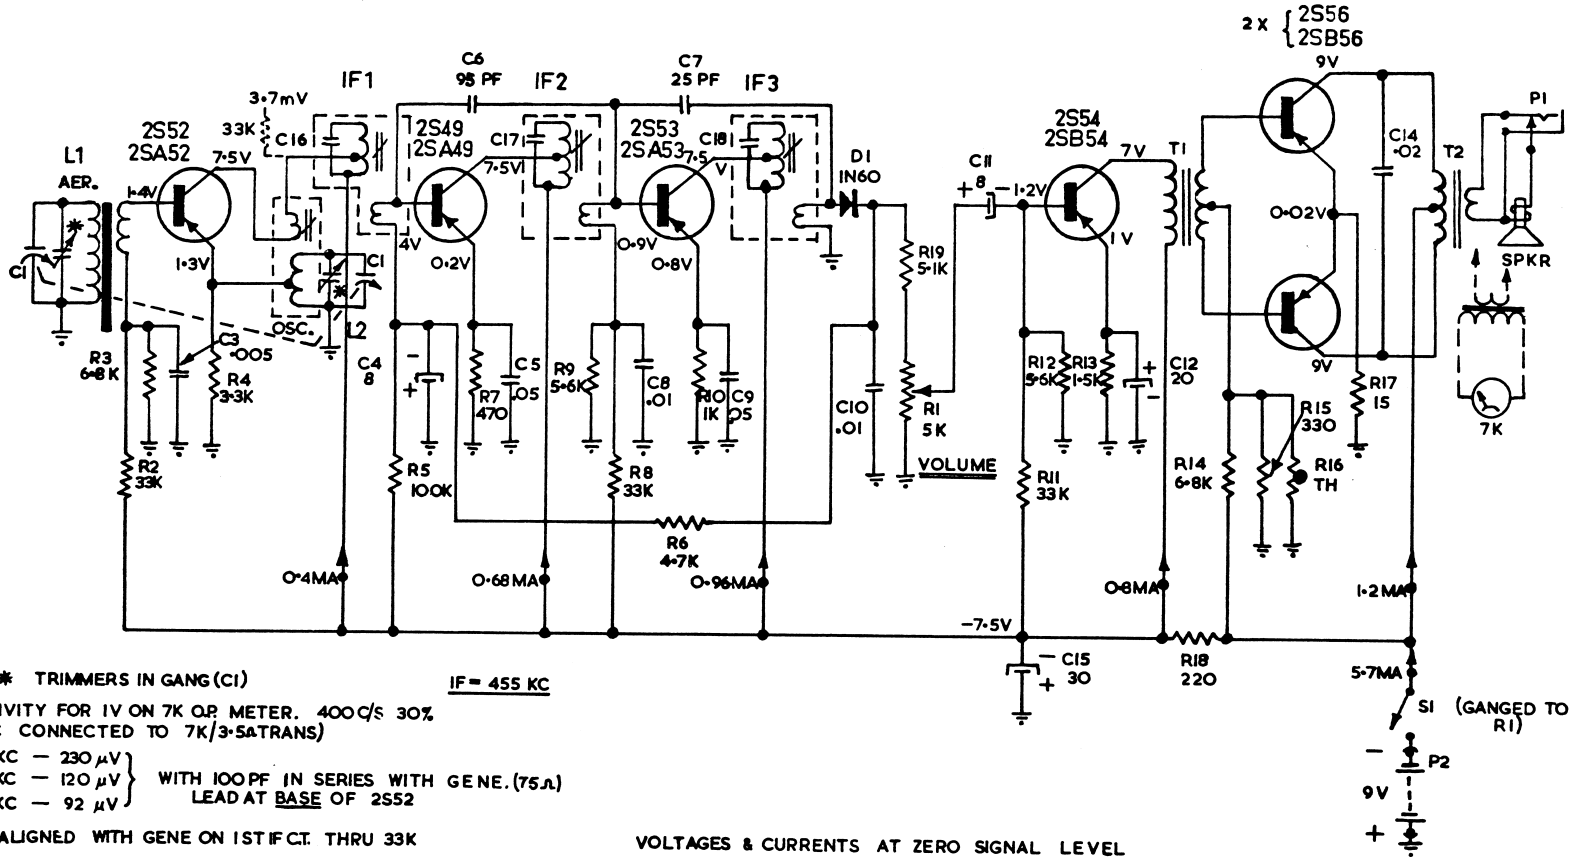 2 X { 2S56
2SB56
9V
C6
95 PF
C7
25 PF
IF1
IF2
IF3
3.7mV
33K
C16
2S52
2SA52
7.5V
2S49
2SA49
7.5V
C17
2S53
2SA53
7.5
V
C18
D1
IN60
C11
+ 8 -
1.2V
2S54
2SB54
7V
T1
C14
.02
P1
T2
L1
AER.
1.4V
*
C1
1.3V
C1
*
OSC.
L2
.4V
0.2V
0.9V
0.8V
R19
5.1K
1V
0.02V
SPKR
7K
R3
6.8K
C3
.005
R4
3.3K
C4
8
-
+
R7
470
C5
.05
R9
5.6K
C8
.01
R10
1K
C9
.05
C10
.01
R1
5K
VOLUME
R12
5.6K
R13
1.5K
+
-
C12
20
9V
R17
15
R15
330
R16
TH
R2
33K
R5
100K
R8
33K
R11
33K
R14
6.8K
R6
4.7K
0.4MA
0.68MA
0.96MA
0.8MA
1.2MA
-7.5V
- C15
+ 30
R18
220
5.7MA
S1 (GANGED TO
R1)
-
P2
9V
+
* TRIMMERS IN GANG (C1)
IF = 455 KC
IVITY FOR 1V ON 7K O.P. METER. 400C/S 30%
CONNECTED TO 7K/3.5Ω TRANS)
KC — 230 µV
KC — 120 µV
KC — 92 µV
WITH 100PF IN SERIES WITH GENE. (75Ω)
LEAD AT BASE OF 2S52
ALIGNED WITH GENE ON 1ST IF C.T. THRU 33K
VOLTAGES & CURRENTS AT ZERO SIGNAL LEVEL